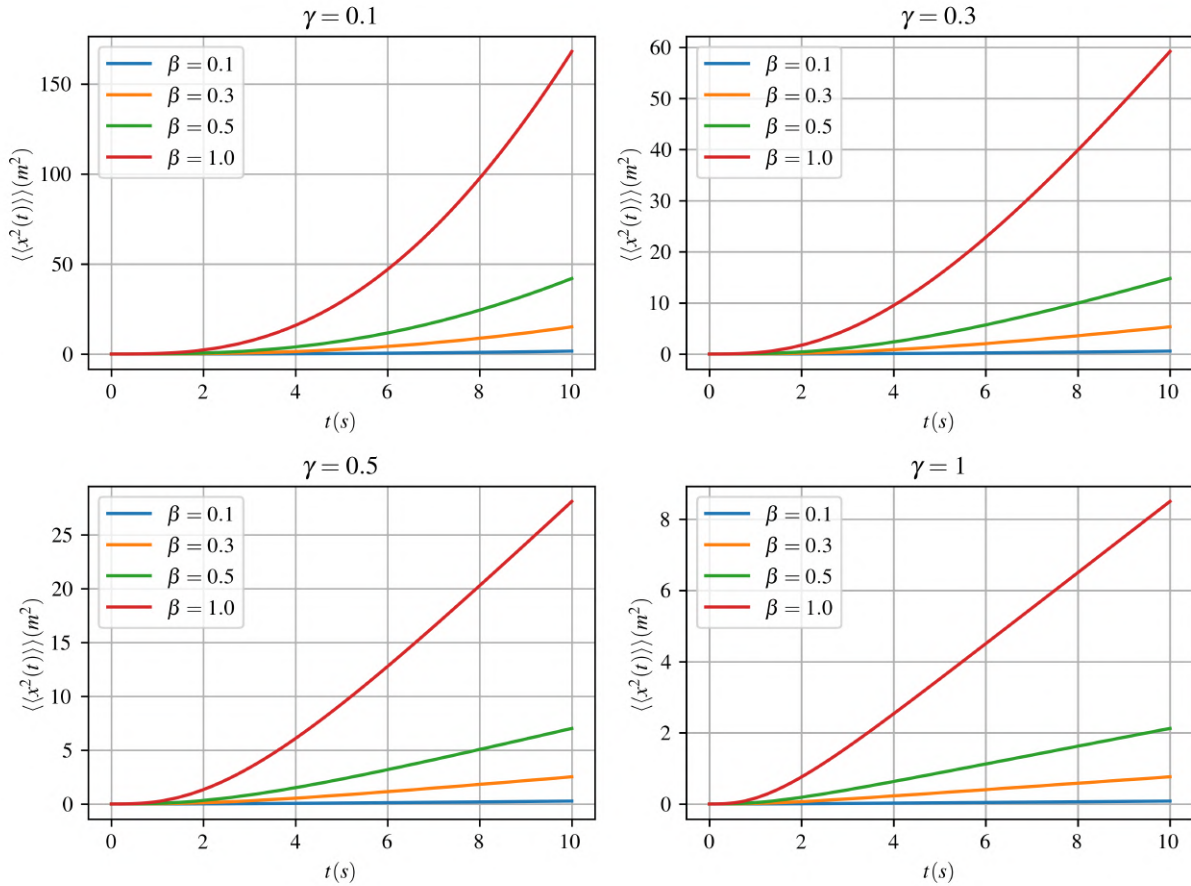 γ = 0.1
β = 0.1
β = 0.3
β = 0.5
β = 1.0
150
100
50
0
⟨⟨x²(t)⟩⟩(m²)
0 2 4 6 8 10
t(s)
γ = 0.3
β = 0.1
β = 0.3
β = 0.5
β = 1.0
60
50
40
30
20
10
0
⟨⟨x²(t)⟩⟩(m²)
0 2 4 6 8 10
t(s)
γ = 0.5
β = 0.1
β = 0.3
β = 0.5
β = 1.0
25
20
15
10
5
0
⟨⟨x²(t)⟩⟩(m²)
0 2 4 6 8 10
t(s)
γ = 1
β = 0.1
β = 0.3
β = 0.5
β = 1.0
8
6
4
2
0
⟨⟨x²(t)⟩⟩(m²)
0 2 4 6 8 10
t(s)